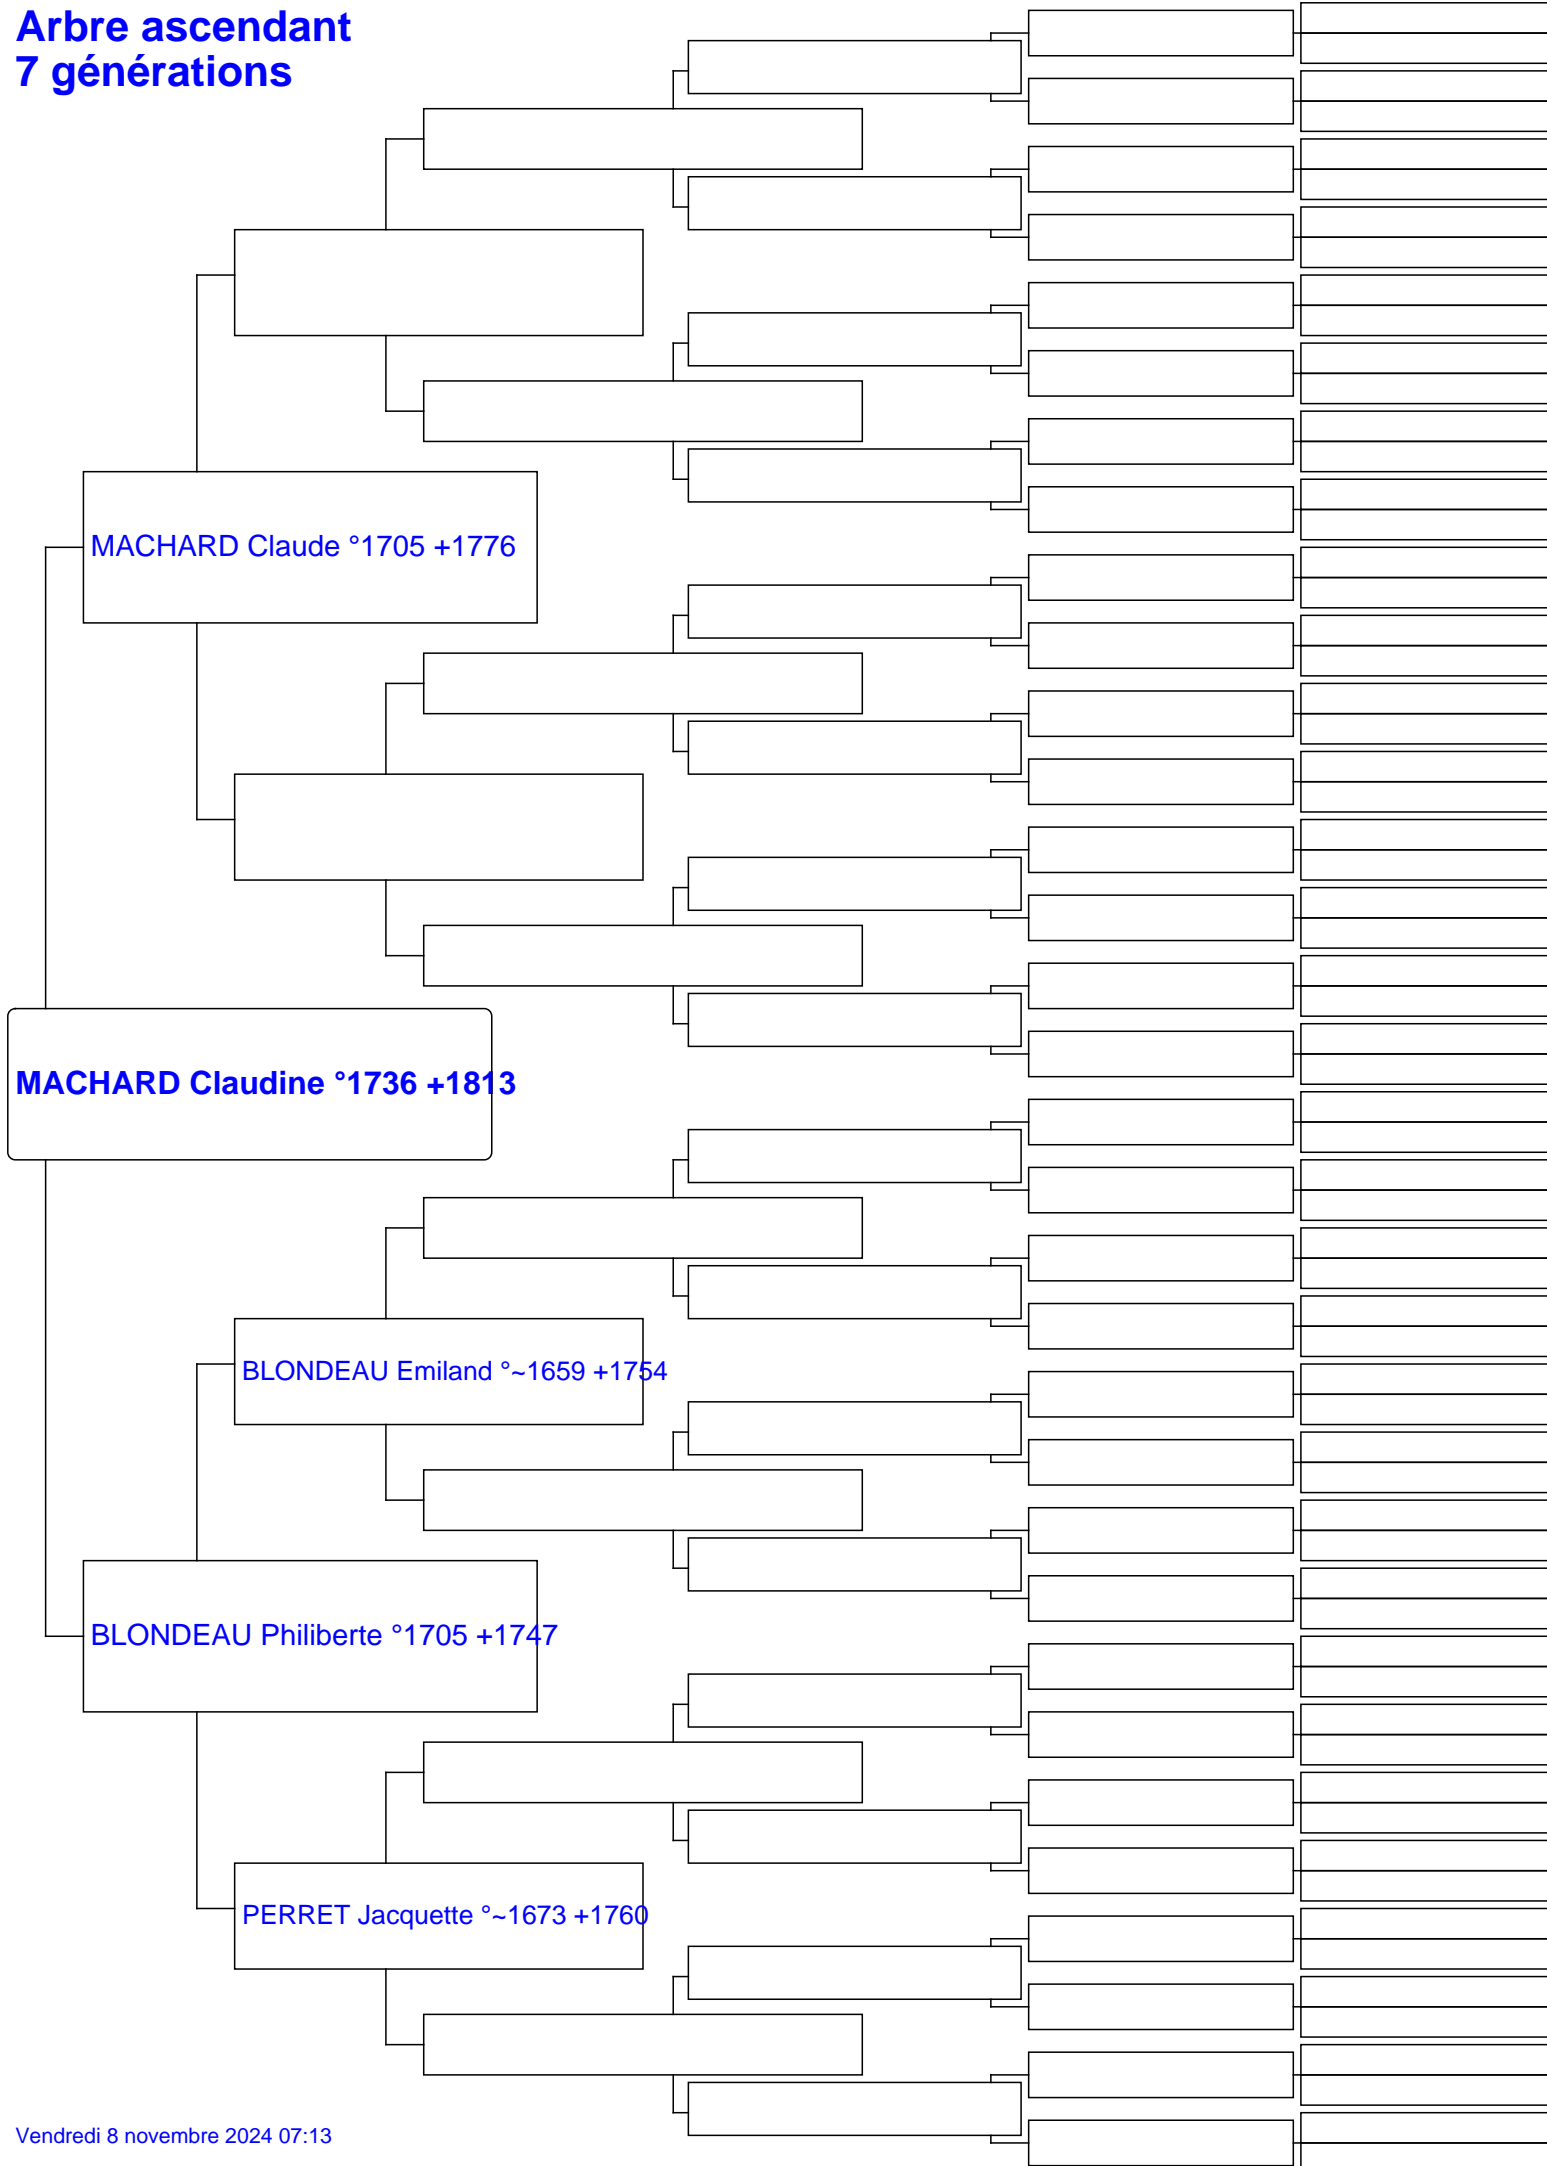 Arbre ascendant
7 générations
MACHARD Claude °1705 +1776
MACHARD Claudine °1736 +1813
BLONDEAU Emiland °~1659 +1754
BLONDEAU Philiberte °1705 +1747
PERRET Jacquette °~1673 +1760
Vendredi 8 novembre 2024 07:13